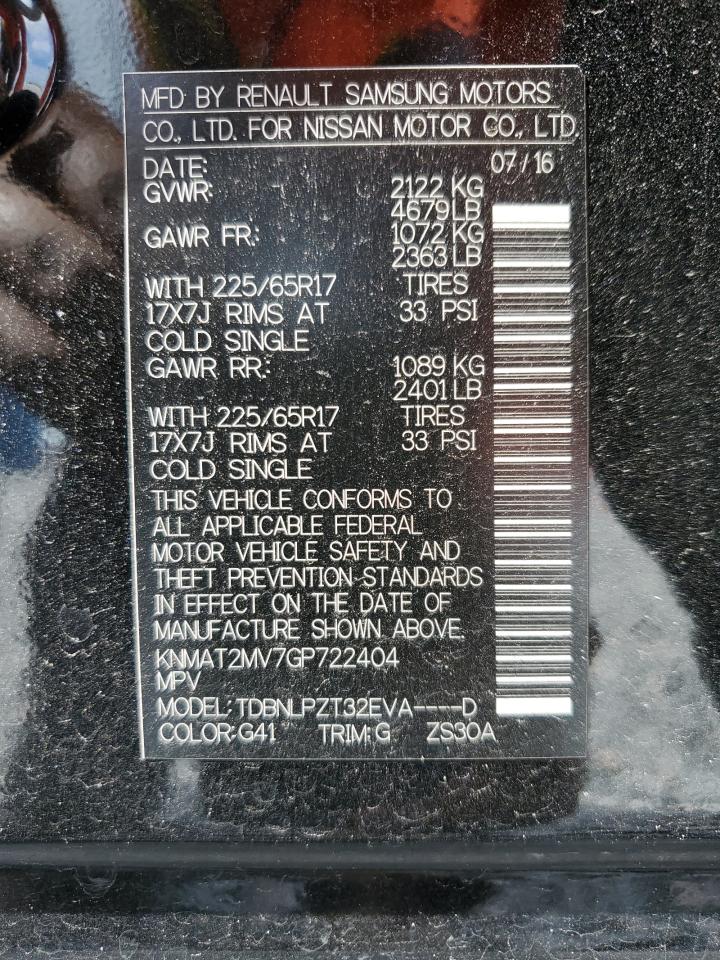 MFD BY RENAULT SAMSUNG MOTORS
CO., LTD. FOR NISSAN MOTOR CO., LTD.
DATE: 07/16
GVWR: 2122 KG
4679LB
GAWR FR: 1072 KG
2363 LB
WITH 225/65R17 TIRES
17X7J RIMS AT 33 PSI
COLD SINGLE
GAWR RR: 1089 KG
2401LB
WITH 225/65R17 TIRES
17X7J RIMS AT 33 PSI
COLD SINGLE
THIS VEHICLE CONFORMS TO
ALL APPLICABLE FEDERAL
MOTOR VEHICLE SAFETY AND
THEFT PREVENTION STANDARDS
IN EFFECT ON THE DATE OF
MANUFACTURE SHOWN ABOVE.
KNMAT2MV7GP722404
MPV
MODEL: TDBNLPZT32EVA----D
COLOR: G41 TRIM: G ZS30A